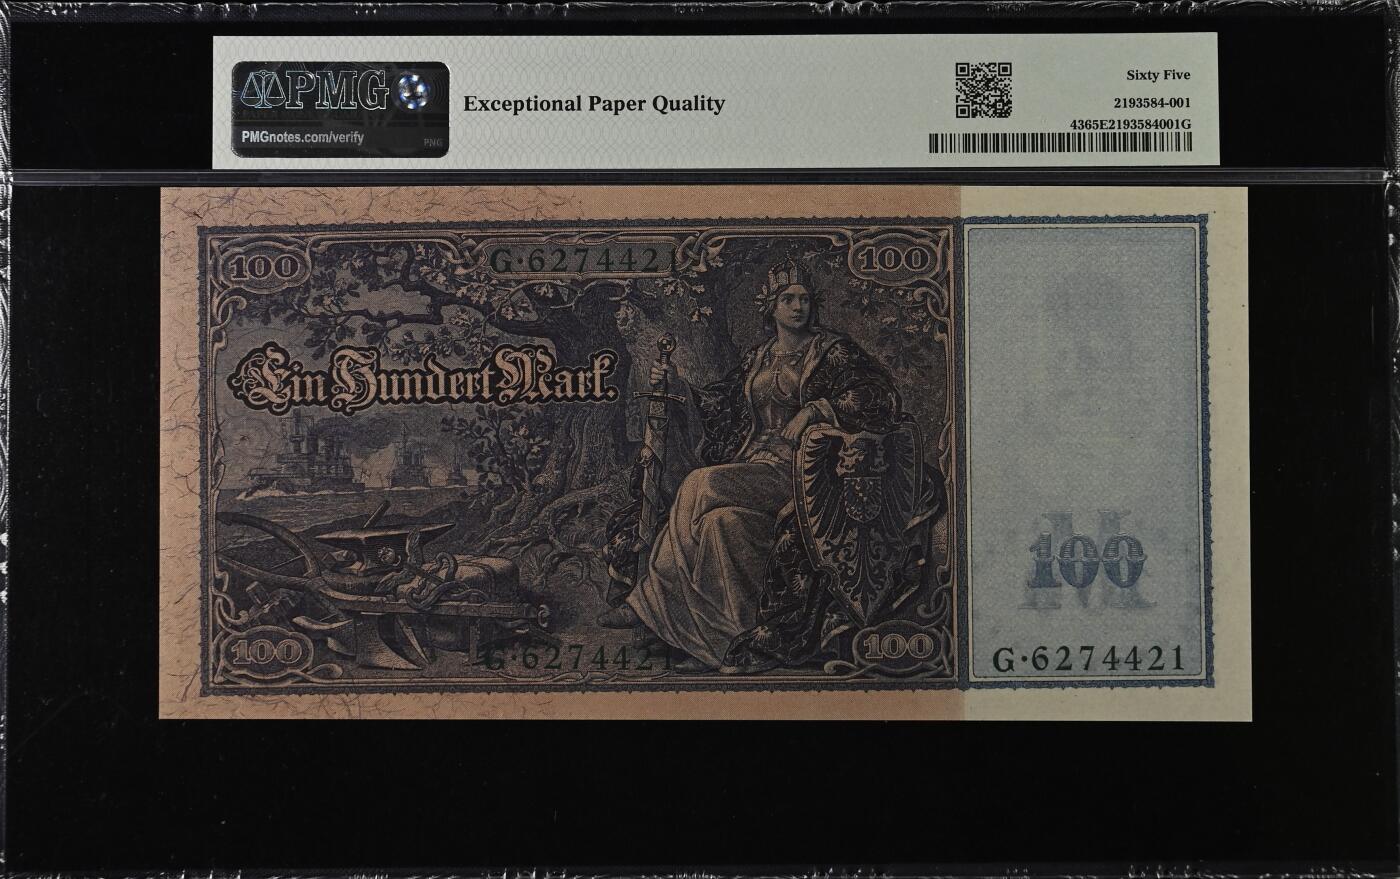 PMG
PMGnotes.com/verify
PNG
Exceptional Paper Quality
Sixty Five
2193584-001
4365E2193584001G
100
G·6274421
100
Ein Hundert Mark.
100
M
100
G·6274421
100
G·6274421